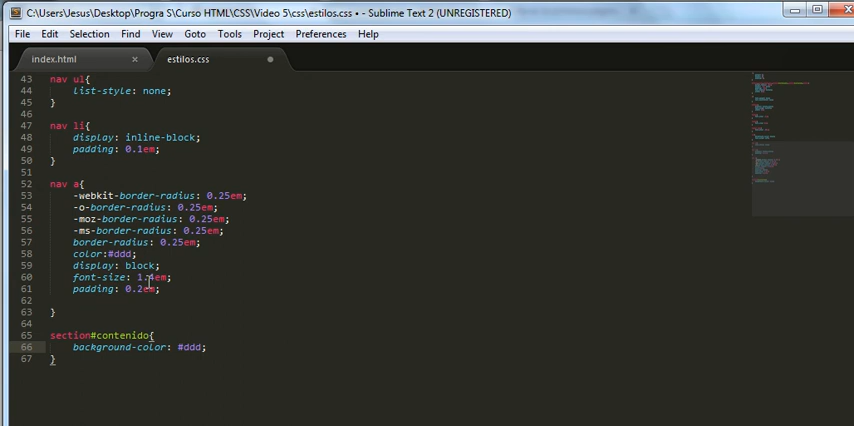 C:\Users\Jesus\Desktop\Progra S\Curso HTML\CSS\Video 5\css\estilos.css • - Sublime Text 2 (UNREGISTERED)
File Edit Selection Find View Goto Tools Project Preferences Help
index.html × estilos.css
43 nav ul{
44 list-style: none;
45 }
46
47 nav li{
48 display: inline-block;
49 padding: 0.1em;
50 }
51
52 nav a{
53 -webkit-border-radius: 0.25em;
54 -o-border-radius: 0.25em;
55 -moz-border-radius: 0.25em;
56 -ms-border-radius: 0.25em;
57 border-radius: 0.25em;
58 color:#ddd;
59 display: block;
60 font-size: 1.4em;
61 padding: 0.2em;
62
63 }
64
65 section#contenido{
66 background-color: #ddd;
67 }